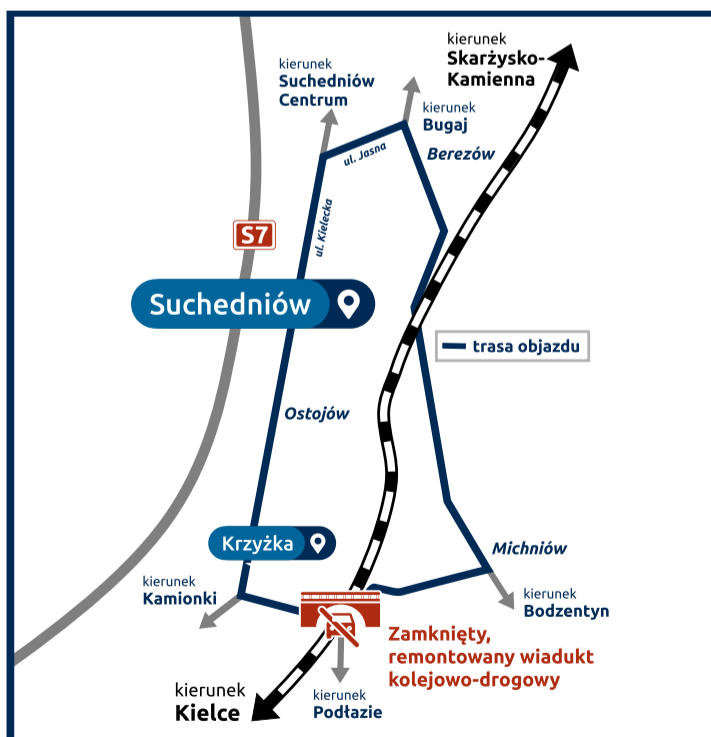 kierunek
Skarżysko-
Kamienna
kierunek
Suchedniów
Centrum
kierunek
Bugaj
ul. Jasna
Berezów
ul. Kielecka
S7
Suchedniów
trasa objazdu
Ostojów
Krzyżka
Michniów
kierunek
Kamionki
kierunek
Bodzentyn
Zamknięty,
remontowany wiadukt
kolejowo-drogowy
kierunek
Kielce
kierunek
Podłazie